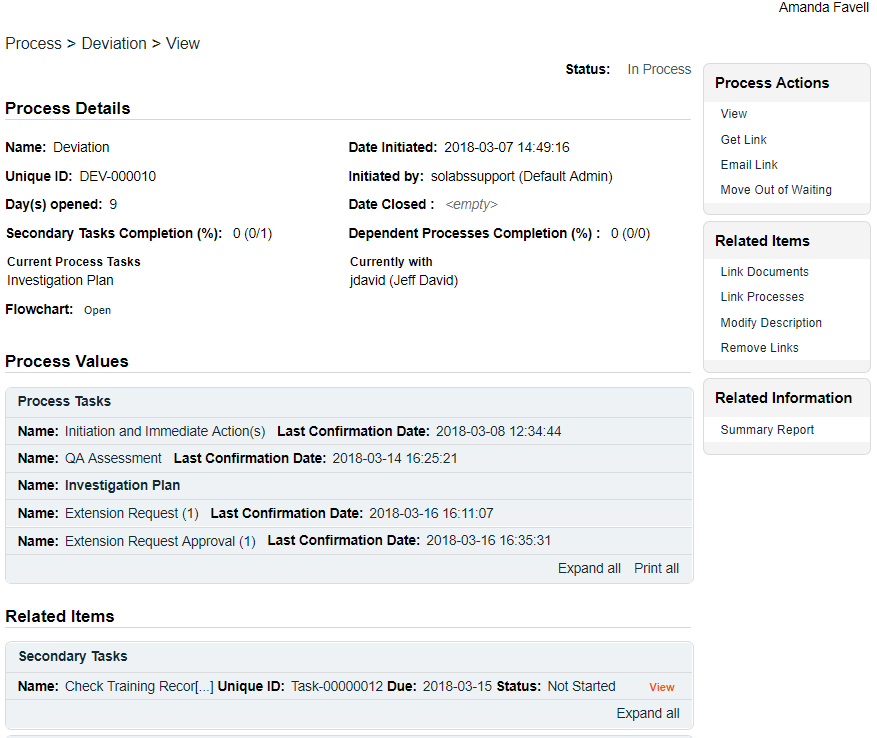 Amanda Favell
Process > Deviation > View
Status: In Process
Process Details
Name: Deviation
Date Initiated: 2018-03-07 14:49:16
Unique ID: DEV-000010
Initiated by: solabssupport (Default Admin)
Day(s) opened: 9
Date Closed : <empty>
Secondary Tasks Completion (%): 0 (0/1)
Dependent Processes Completion (%) : 0 (0/0)
Current Process Tasks
Currently with
Investigation Plan
jdavid (Jeff David)
Flowchart: Open
Process Values
Process Tasks
Name: Initiation and Immediate Action(s) Last Confirmation Date: 2018-03-08 12:34:44
Name: QA Assessment Last Confirmation Date: 2018-03-14 16:25:21
Name: Investigation Plan
Name: Extension Request (1) Last Confirmation Date: 2018-03-16 16:11:07
Name: Extension Request Approval (1) Last Confirmation Date: 2018-03-16 16:35:31
Expand all Print all
Related Items
Secondary Tasks
Name: Check Training Recor[...] Unique ID: Task-00000012 Due: 2018-03-15 Status: Not Started View
Expand all
Process Actions
View
Get Link
Email Link
Move Out of Waiting
Related Items
Link Documents
Link Processes
Modify Description
Remove Links
Related Information
Summary Report